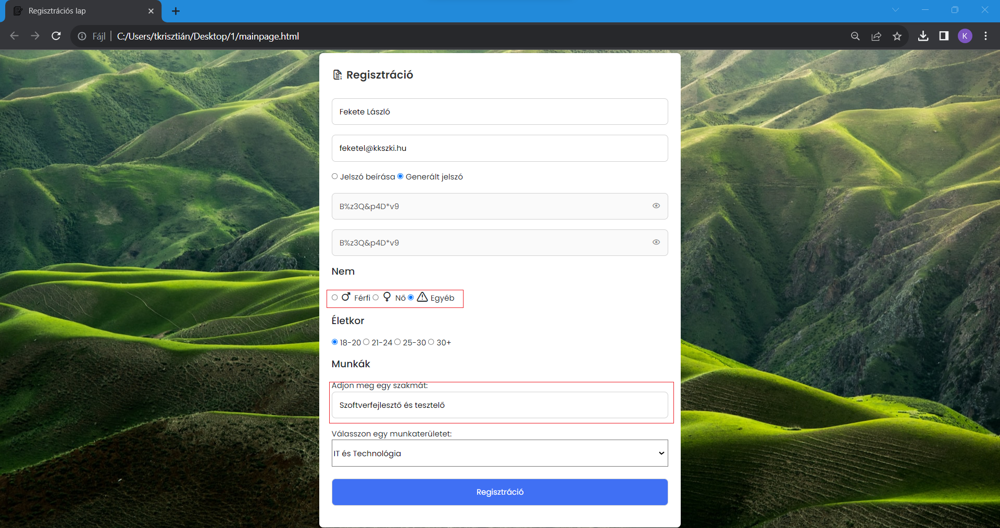 Regisztrációs lap
Fájl | C:/Users/tkrisztián/Desktop/1/mainpage.html
K
Regisztráció
Fekete László
feketel@kkszki.hu
Jelszó beírása Generált jelszó
B%z3Q&p4D*v9
B%z3Q&p4D*v9
Nem
Férfi Nő Egyéb
Életkor
18-20 21-24 25-30 30+
Munkák
Adjon meg egy szakmát:
Szoftverfejlesztő és tesztelő
Válasszon egy munkaterületet:
IT és Technológia
Regisztráció